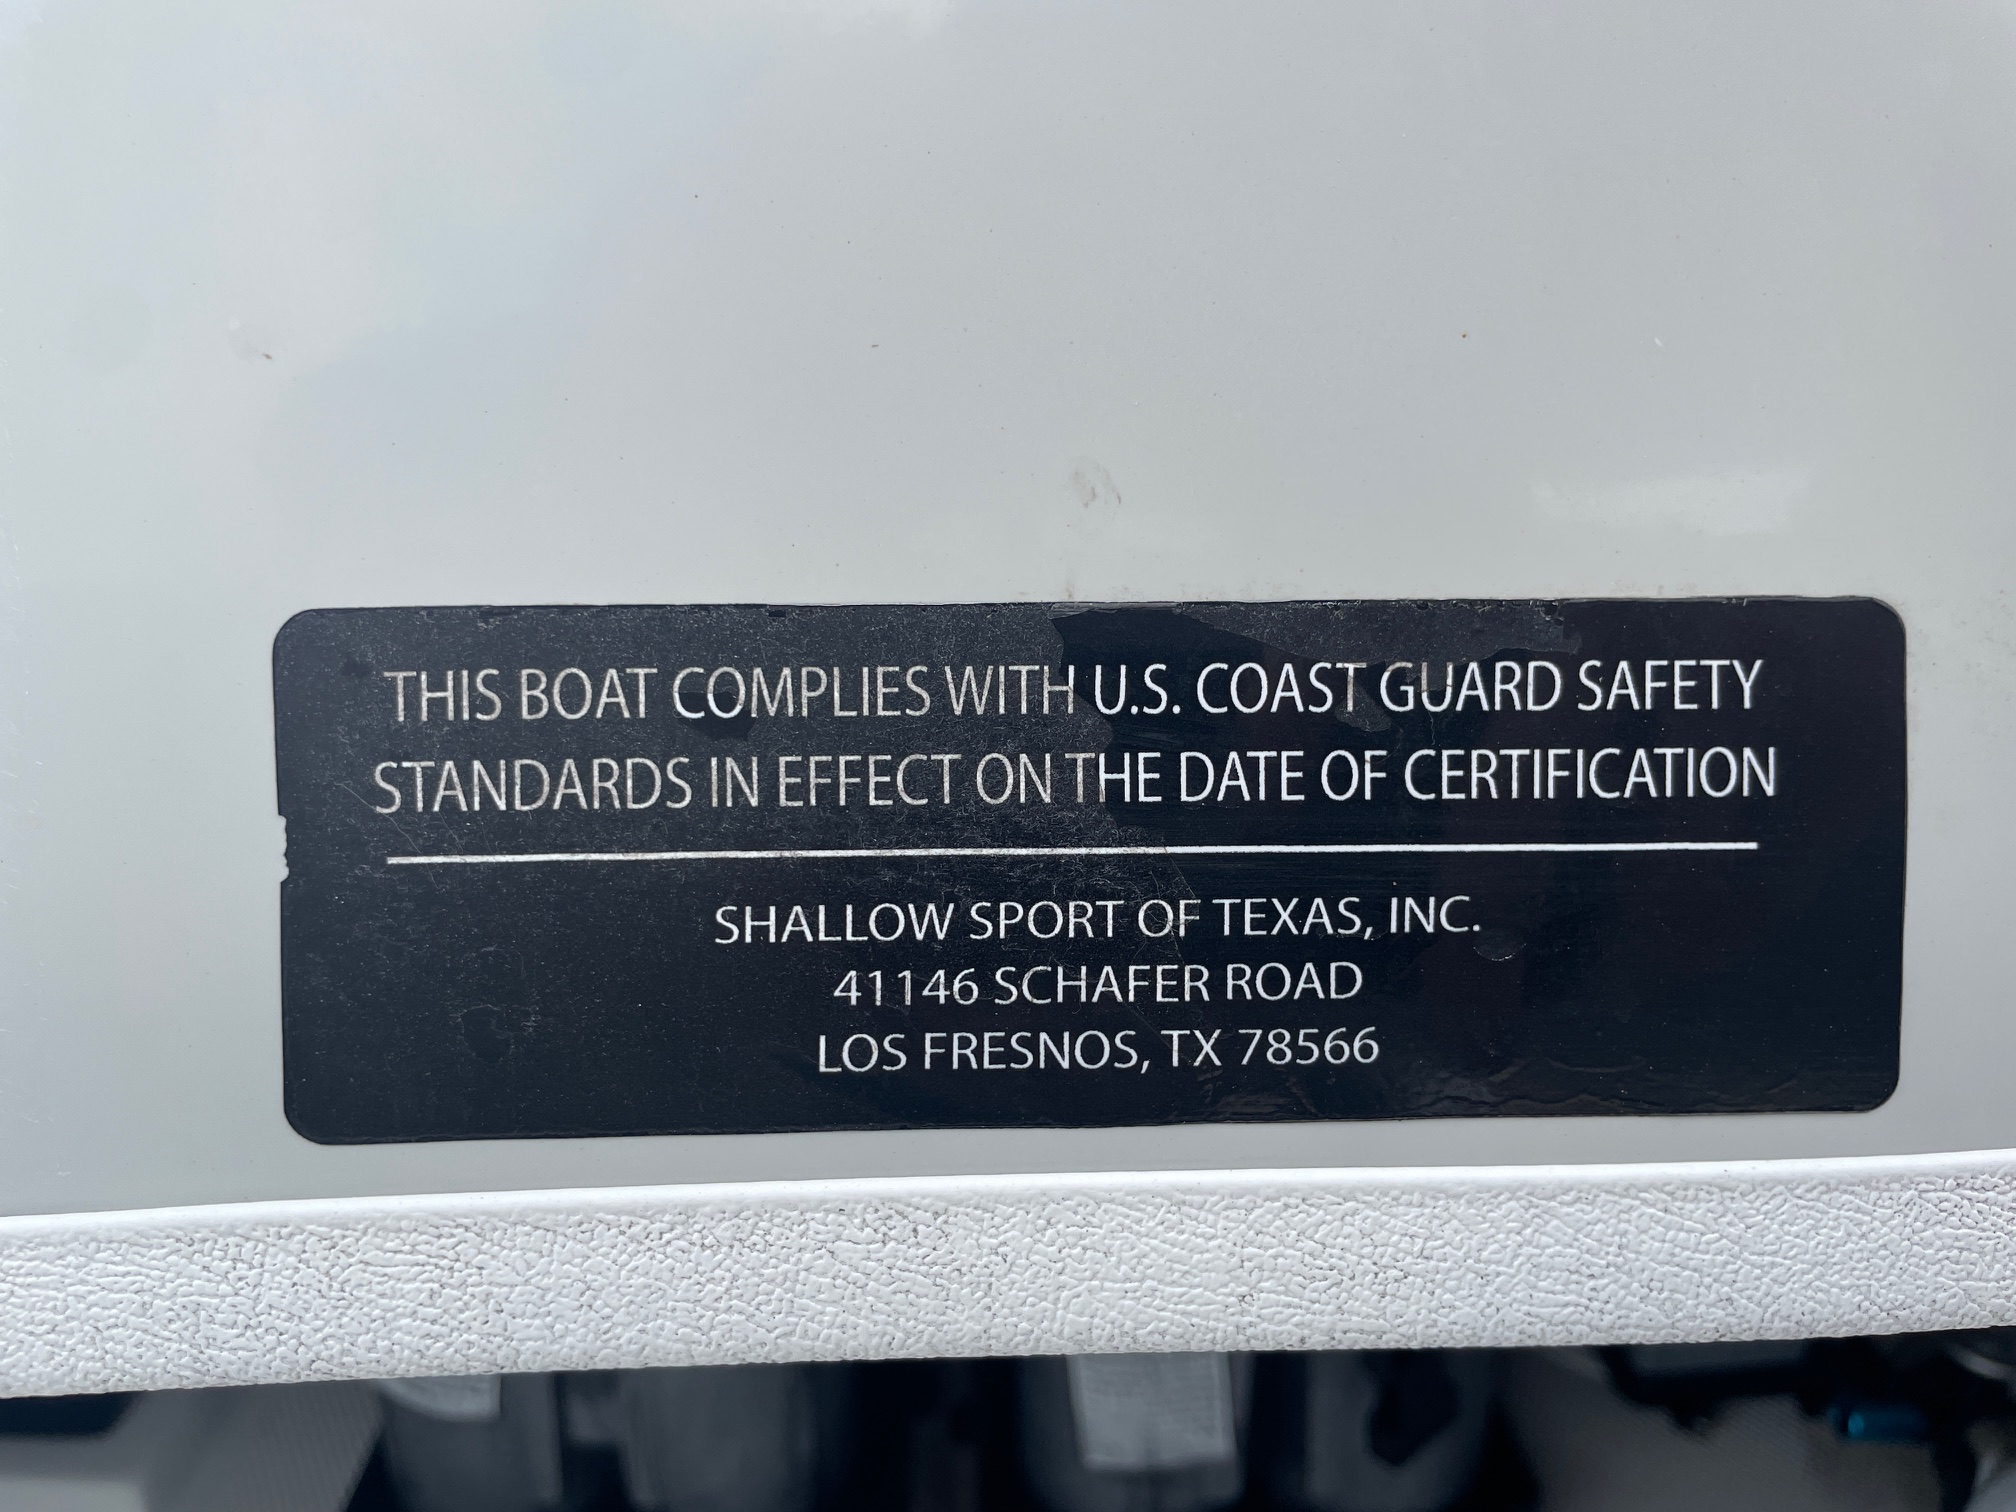 THIS BOAT COMPLIES WITH U.S. COAST GUARD SAFETY
STANDARDS IN EFFECT ON THE DATE OF CERTIFICATION
SHALLOW SPORT OF TEXAS, INC.
41146 SCHAFER ROAD
LOS FRESNOS, TX 78566